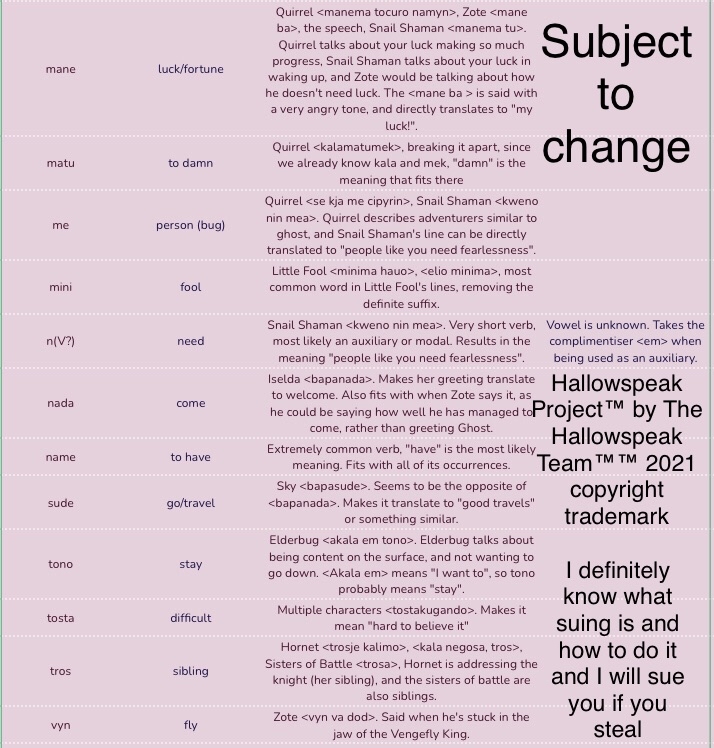 mane
luck/fortune
Quirrel <manema tocuro namyn>, Zote <mane
ba>, the speech, Snail Shaman <manema tu>.
Quirrel talks about your luck making so much
progress, Snail Shaman talks about your luck in
waking up, and Zote would be talking about how
he doesn't need luck. The <mane ba > is said with
a very angry tone, and directly translates to "my
luck!".
Subject
to
change
matu
to damn
Quirrel <kalamatumek>, breaking it apart, since
we already know kala and mek, "damn" is the
meaning that fits there
me
person (bug)
Quirrel <se kja me cipyrin>, Snail Shaman <kweno
nin mea>. Quirrel describes adventurers similar to
ghost, and Snail Shaman's line can be directly
translated to "people like you need fearlessness".
mini
fool
Little Fool <minima hauo>, <elio minima>, most
common word in Little Fool's lines, removing the
definite suffix.
n(V?)
need
Snail Shaman <kweno nin mea>. Very short verb,
most likely an auxiliary or modal. Results in the
meaning "people like you need fearlessness".
Vowel is unknown. Takes the
complimentiser <em> when
being used as an auxiliary.
nada
come
Iselda <bapanada>. Makes her greeting translate
to welcome. Also fits with when Zote says it, as
he could be saying how well he has managed to
come, rather than greeting Ghost.
name
to have
Extremely common verb, "have" is the most likely
meaning. Fits with all of its occurrences.
sude
go/travel
Sky <bapasude>. Seems to be the opposite of
<bapanada>. Makes it translate to "good travels"
or something similar.
Hallowspeak
Project™ by The
Hallowspeak
Team™™ 2021
copyright
trademark
tono
stay
Elderbug <akala em tono>. Elderbug talks about
being content on the surface, and not wanting to
go down. <Akala em> means "I want to", so tono
probably means "stay".
tosta
difficult
Multiple characters <tostakugando>. Makes it
mean "hard to believe it"
tros
sibling
Hornet <trosje kalimo>, <kala negosa, tros>,
Sisters of Battle <trosa>, Hornet is addressing the
knight (her sibling), and the sisters of battle are
also siblings.
vyn
fly
Zote <vyn va dod>. Said when he's stuck in the
jaw of the Vengefly King.
I definitely
know what
suing is and
how to do it
and I will sue
you if you
steal